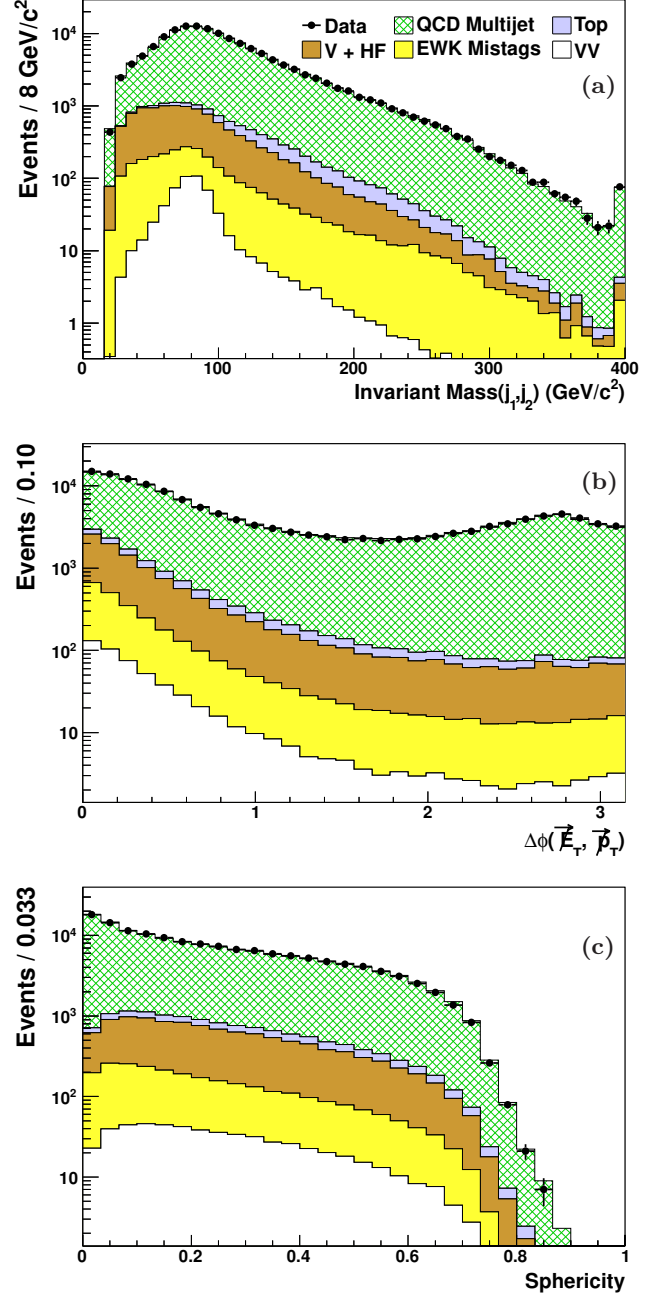 Data QCD Multijet Top
V + HF EWK Mistags VV
(a)
Events / 8 GeV/c²
10⁴
10³
10²
10
1
0 100 200 300 400
Invariant Mass(j₁,j₂) (GeV/c²)
(b)
Events / 0.10
10⁴
10³
10²
10
0 1 2 3
Δφ(E̸⃗_T, p̸⃗_T)
(c)
Events / 0.033
10⁴
10³
10²
10
0 0.2 0.4 0.6 0.8 1
Sphericity